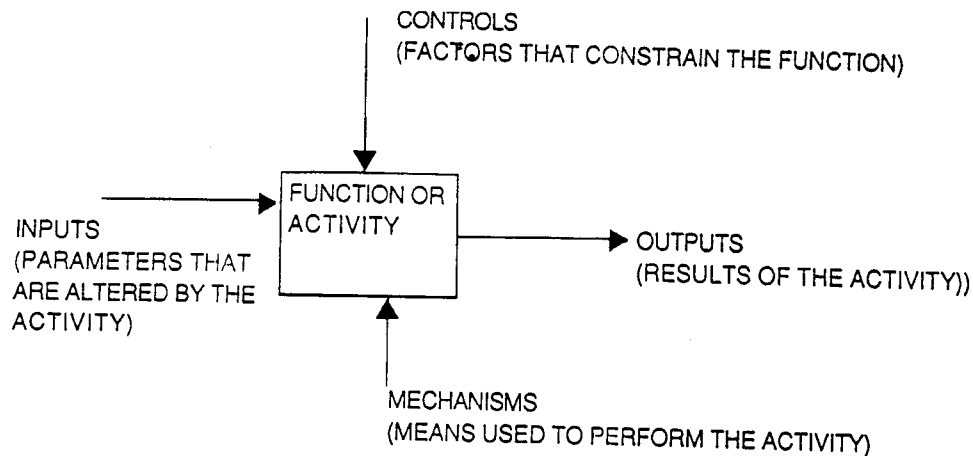 CONTROLS
(FACTORS THAT CONSTRAIN THE FUNCTION)
FUNCTION OR
ACTIVITY
INPUTS
(PARAMETERS THAT
ARE ALTERED BY THE
ACTIVITY)
OUTPUTS
(RESULTS OF THE ACTIVITY))
MECHANISMS
(MEANS USED TO PERFORM THE ACTIVITY)